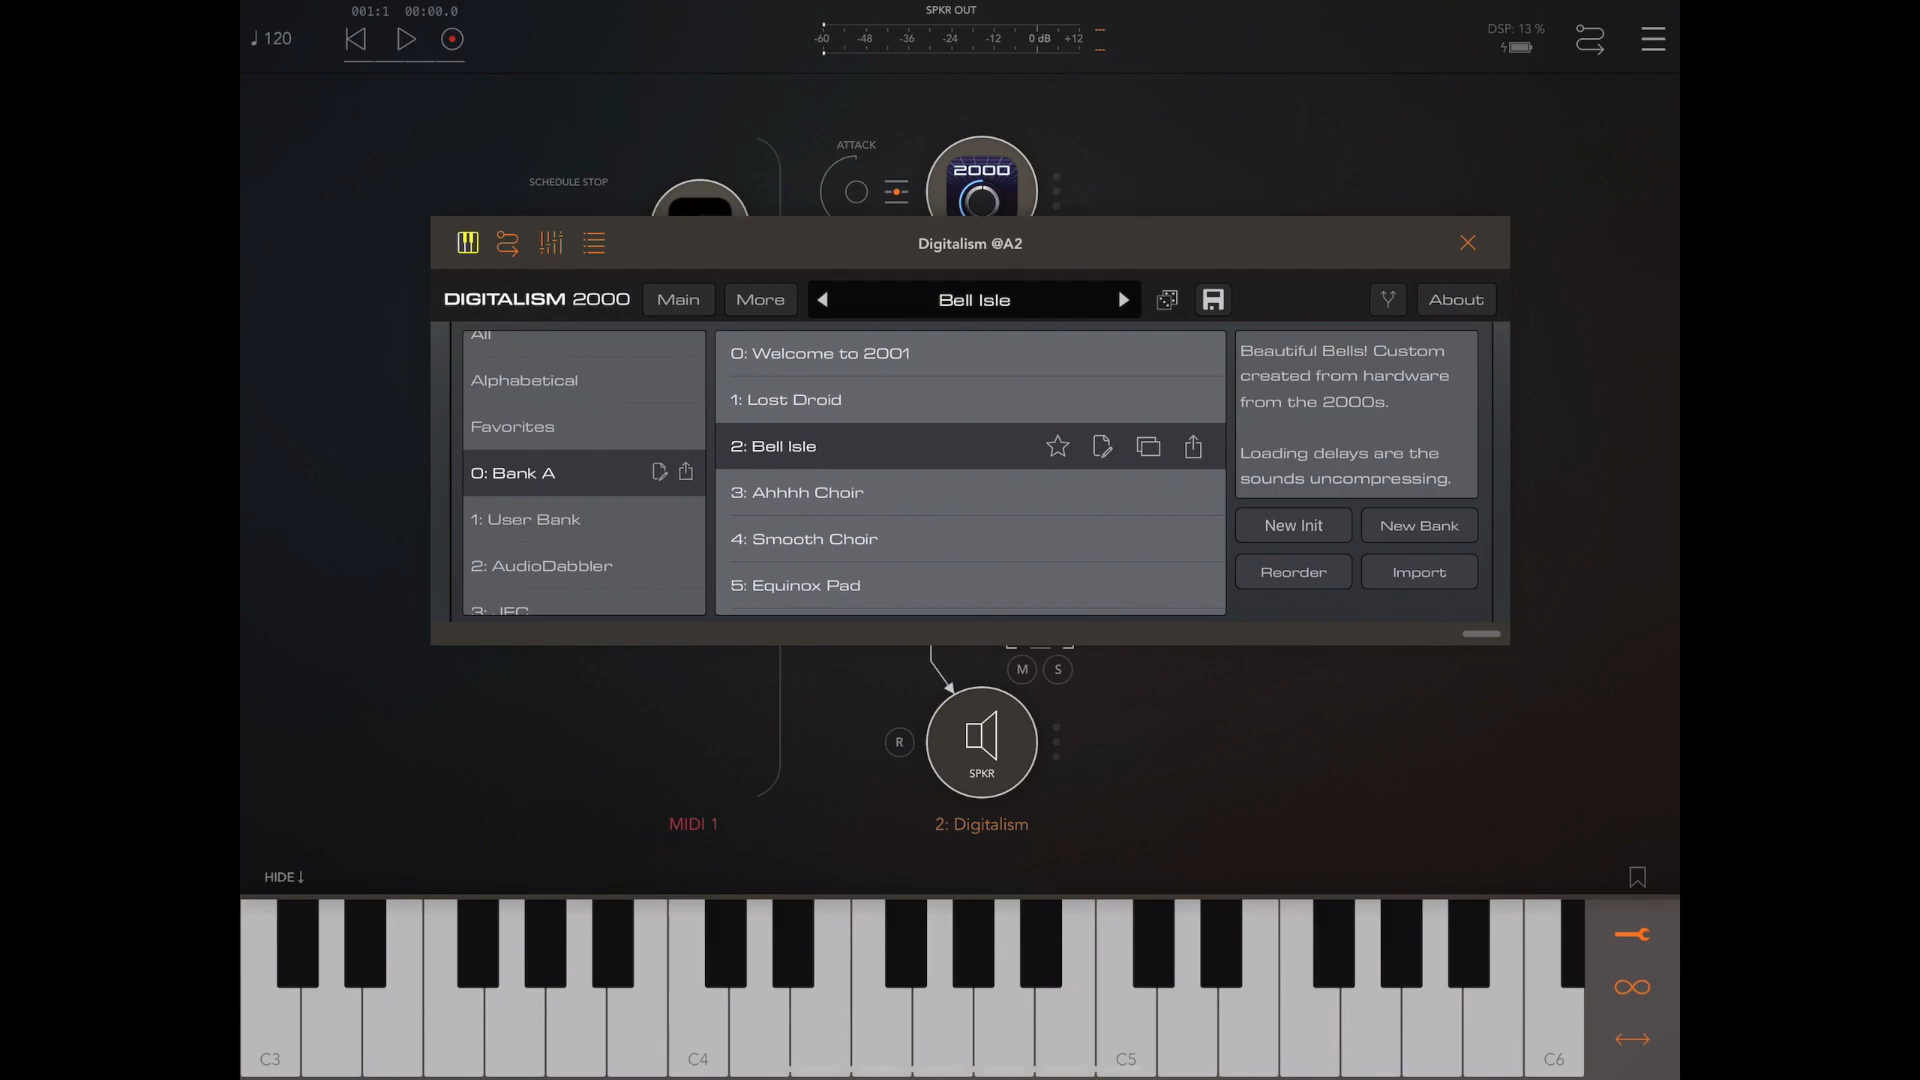 001:1 00:00.0
♩ 120
SPKR OUT
-60 -48 -36 -24 -12 0 dB +12
DSP: 13 %
ATTACK
SCHEDULE STOP
2000
Digitalism @A2
DIGITALISM 2000
Main
More
Bell Isle
About
All
Alphabetical
Favorites
0: Bank A
1: User Bank
2: AudioDabbler
3: JFC
0: Welcome to 2001
1: Lost Droid
2: Bell Isle
3: Ahhhh Choir
4: Smooth Choir
5: Equinox Pad
Beautiful Bells! Custom
created from hardware
from the 2000s.
Loading delays are the
sounds uncompressing.
New Init
New Bank
Reorder
Import
M S
R
SPKR
MIDI 1
2: Digitalism
HIDE↓
C3 C4 C5 C6